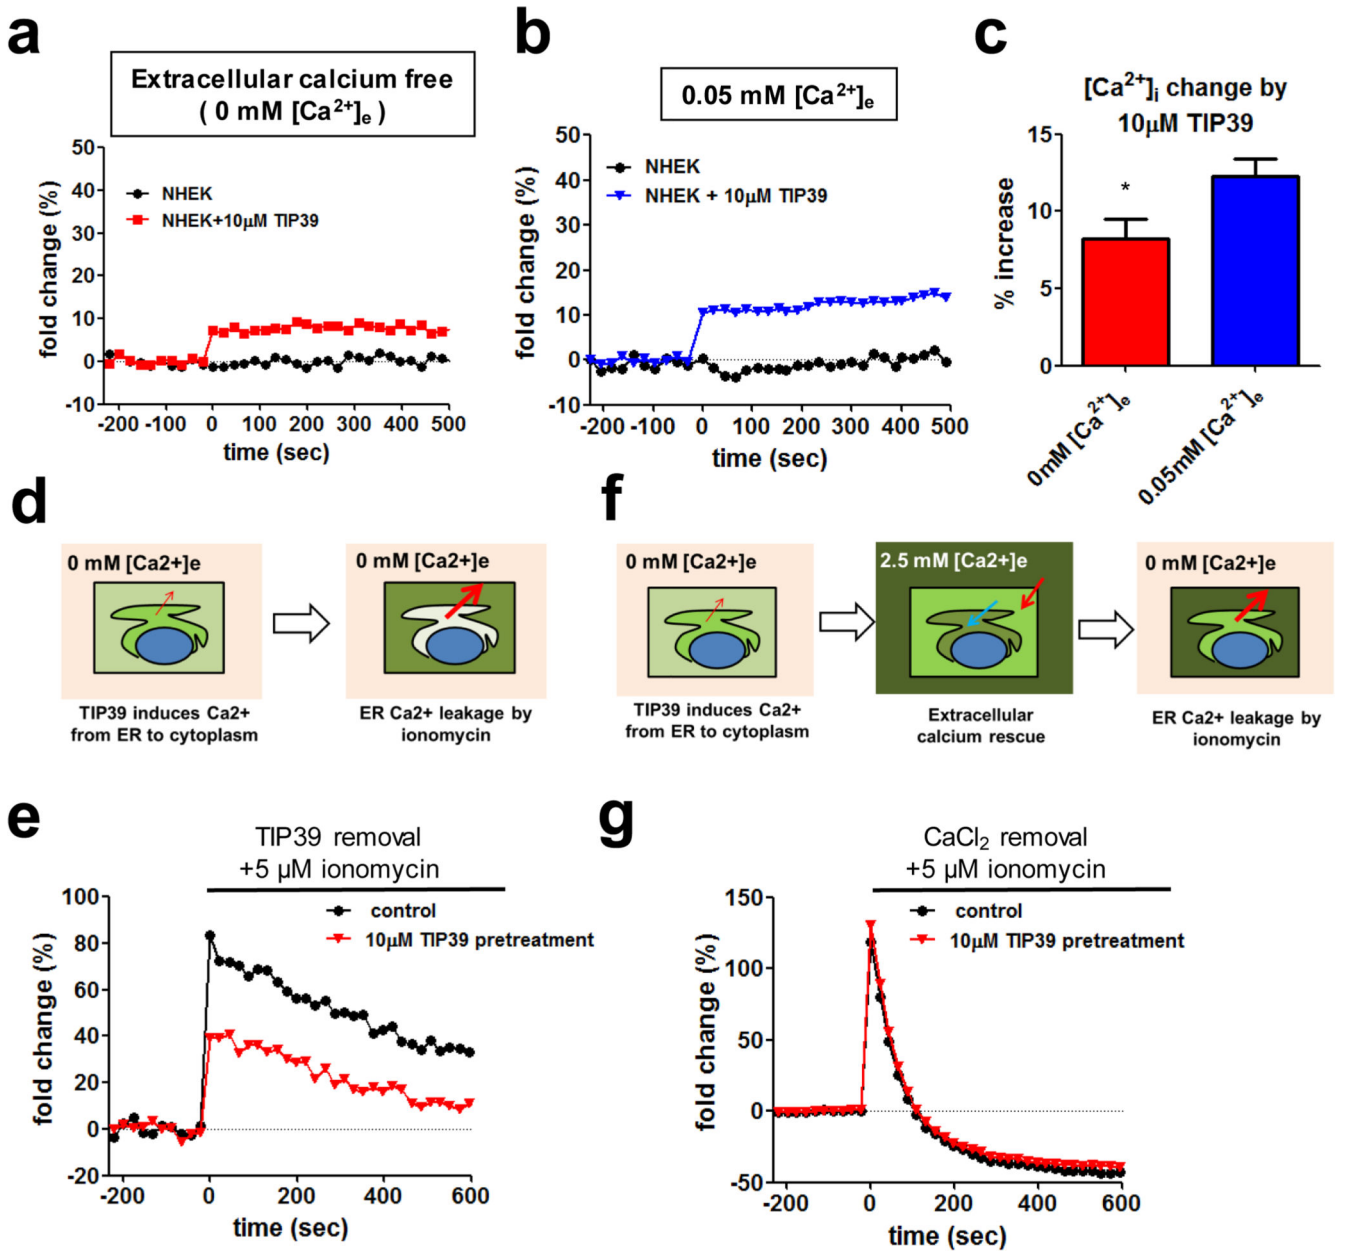 a
Extracellular calcium free
( 0 mM [Ca²⁺]ₑ )
50
40
30
20
10
0
-10
fold change (%)
NHEK
NHEK+10µM TIP39
-200 -100 0 100 200 300 400 500
time (sec)
b
0.05 mM [Ca²⁺]ₑ
50
40
30
20
10
0
-10
fold change (%)
NHEK
NHEK + 10µM TIP39
-200 -100 0 100 200 300 400 500
time (sec)
c
[Ca²⁺]ᵢ change by
10µM TIP39
15
10
5
0
% increase
*
0mM [Ca²⁺]ₑ
0.05mM [Ca²⁺]ₑ
d
0 mM [Ca2+]e
0 mM [Ca2+]e
TIP39 induces Ca2+
from ER to cytoplasm
ER Ca2+ leakage by
ionomycin
f
0 mM [Ca2+]e
2.5 mM [Ca2+]e
0 mM [Ca2+]e
TIP39 induces Ca2+
from ER to cytoplasm
Extracellular
calcium rescue
ER Ca2+ leakage by
ionomycin
e
TIP39 removal
+5 µM ionomycin
100
80
60
40
20
0
-20
fold change (%)
control
10µM TIP39 pretreatment
-200 0 200 400 600
time (sec)
g
CaCl₂ removal
+5 µM ionomycin
150
100
50
0
-50
fold change (%)
control
10µM TIP39 pretreatment
-200 0 200 400 600
time (sec)